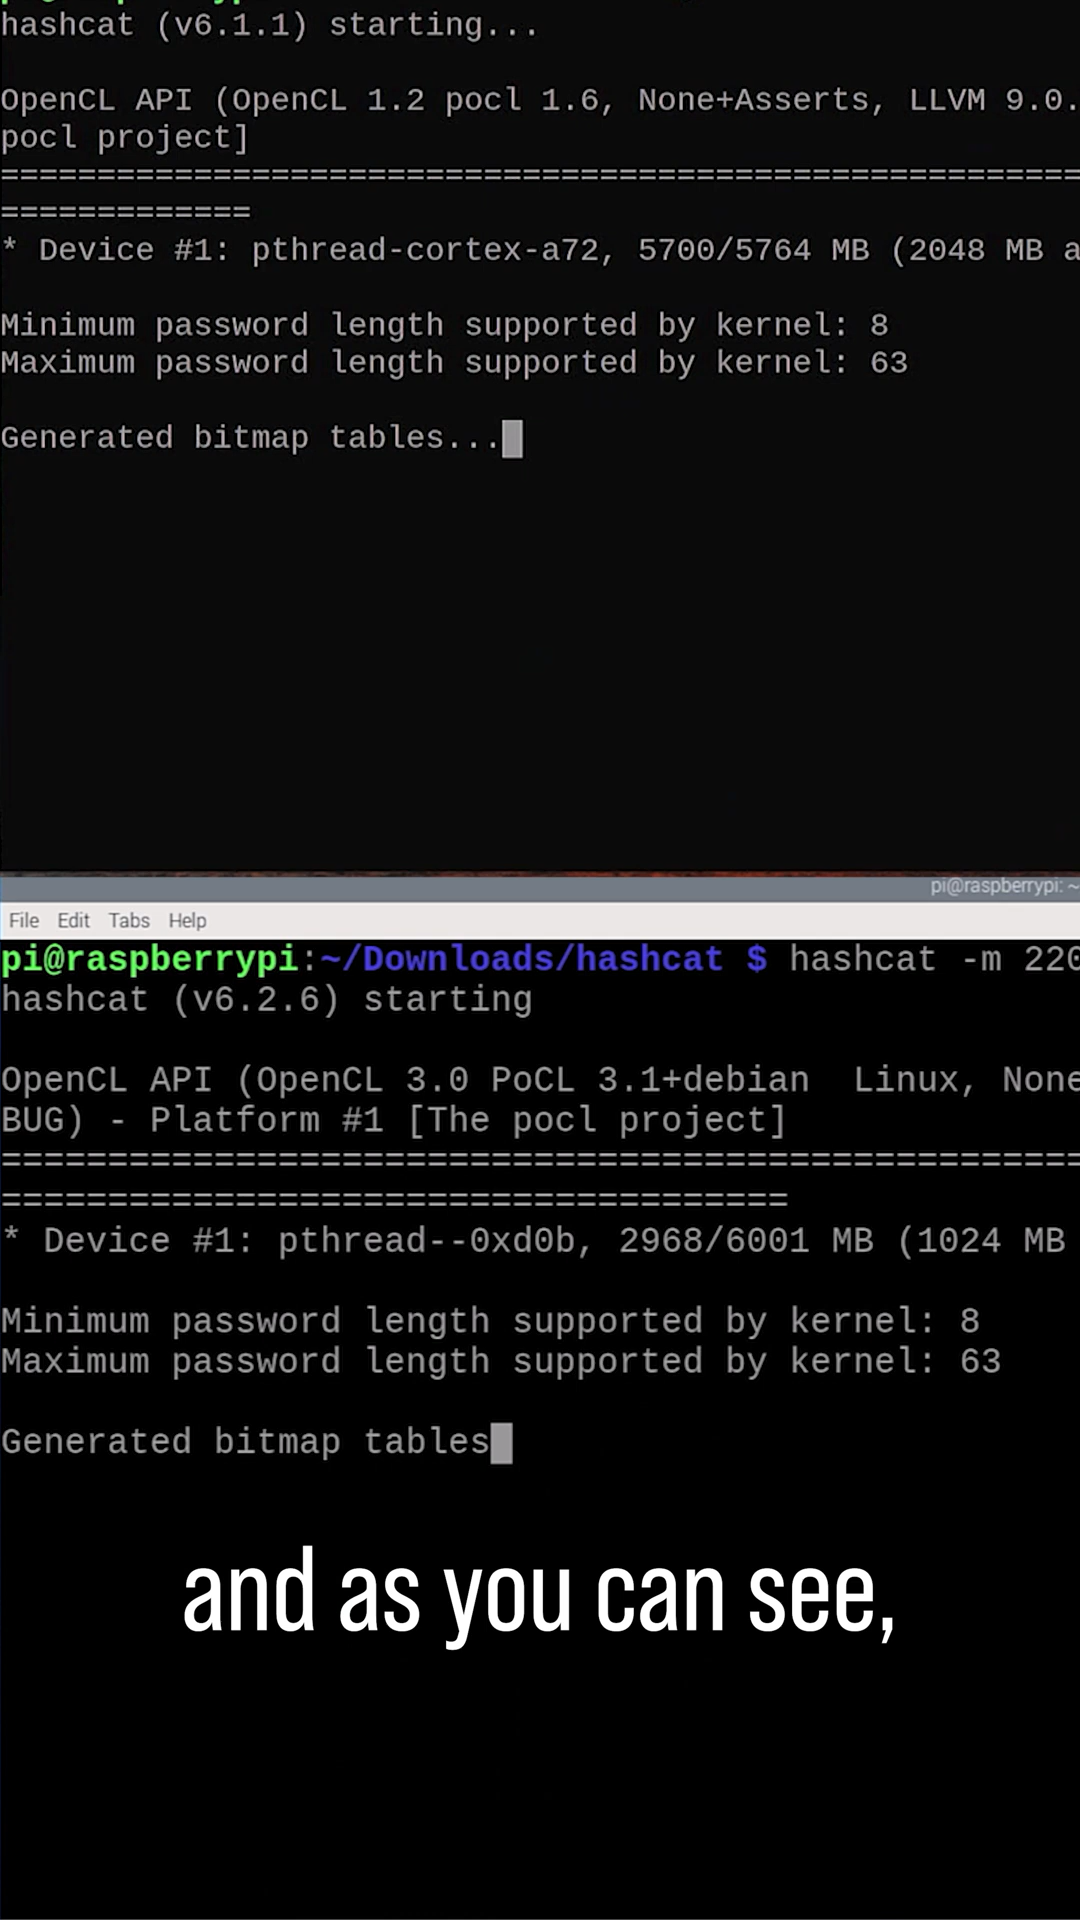 hashcat (v6.1.1) starting...
OpenCL API (OpenCL 1.2 pocl 1.6, None+Asserts, LLVM 9.0.
pocl project]
========================================================
=============
* Device #1: pthread-cortex-a72, 5700/5764 MB (2048 MB a
Minimum password length supported by kernel: 8
Maximum password length supported by kernel: 63
Generated bitmap tables...
pi@raspberrypi: ~
File Edit Tabs Help
pi@raspberrypi:~/Downloads/hashcat $ hashcat -m 220
hashcat (v6.2.6) starting
OpenCL API (OpenCL 3.0 PoCL 3.1+debian  Linux, None
BUG) - Platform #1 [The pocl project]
===================================================
=====================================
* Device #1: pthread--0xd0b, 2968/6001 MB (1024 MB
Minimum password length supported by kernel: 8
Maximum password length supported by kernel: 63
Generated bitmap tables
and as you can see,